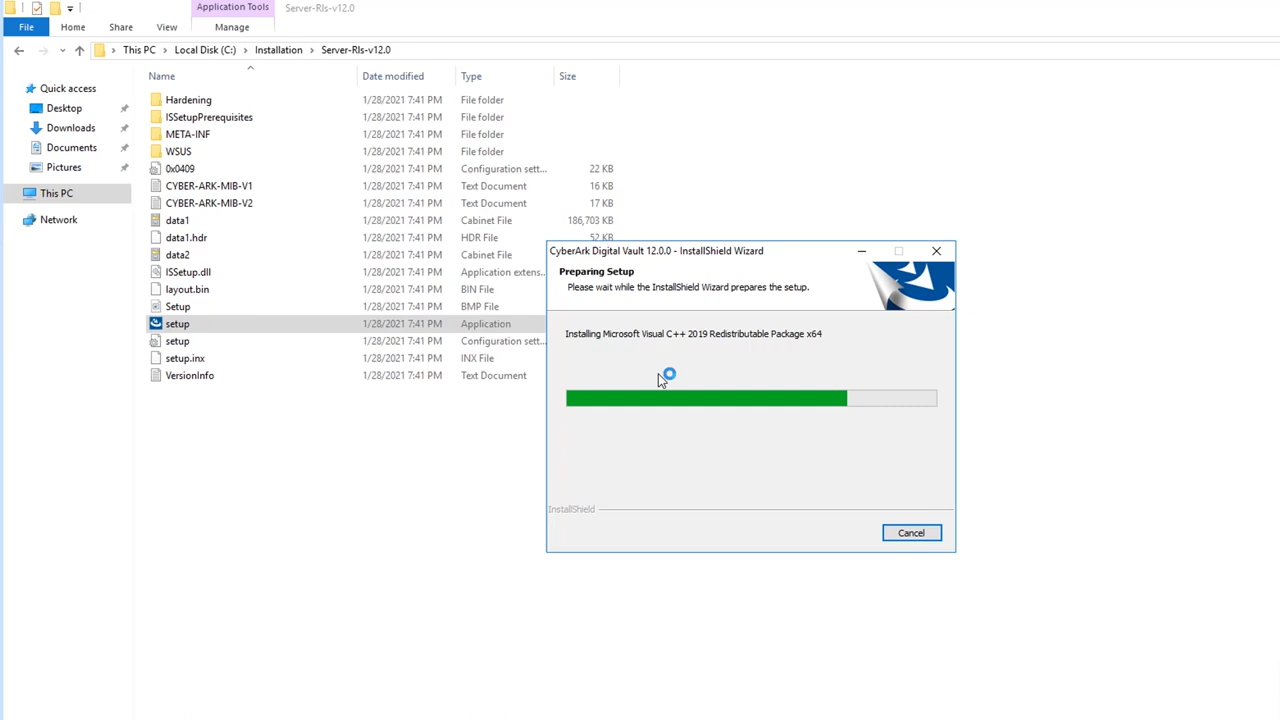 Application Tools
Server-Rls-v12.0
File
Home
Share
View
Manage
This PC
Local Disk (C:)
Installation
Server-Rls-v12.0
Quick access
Desktop
Downloads
Documents
Pictures
This PC
Network
Name
Date modified
Type
Size
Hardening 1/28/2021 7:41 PM File folder
ISSetupPrerequisites 1/28/2021 7:41 PM File folder
META-INF 1/28/2021 7:41 PM File folder
WSUS 1/28/2021 7:41 PM File folder
0x0409 1/28/2021 7:41 PM Configuration sett... 22 KB
CYBER-ARK-MIB-V1 1/28/2021 7:41 PM Text Document 16 KB
CYBER-ARK-MIB-V2 1/28/2021 7:41 PM Text Document 17 KB
data1 1/28/2021 7:41 PM Cabinet File 186,703 KB
data1.hdr 1/28/2021 7:41 PM HDR File 52 KB
data2 1/28/2021 7:41 PM Cabinet File
ISSetup.dll 1/28/2021 7:41 PM Application extens...
layout.bin 1/28/2021 7:41 PM BIN File
Setup 1/28/2021 7:41 PM BMP File
setup 1/28/2021 7:41 PM Application
setup 1/28/2021 7:41 PM Configuration sett...
setup.inx 1/28/2021 7:41 PM INX File
VersionInfo 1/28/2021 7:41 PM Text Document
CyberArk Digital Vault 12.0.0 - InstallShield Wizard
Preparing Setup
Please wait while the InstallShield Wizard prepares the setup.
Installing Microsoft Visual C++ 2019 Redistributable Package x64
InstallShield
Cancel